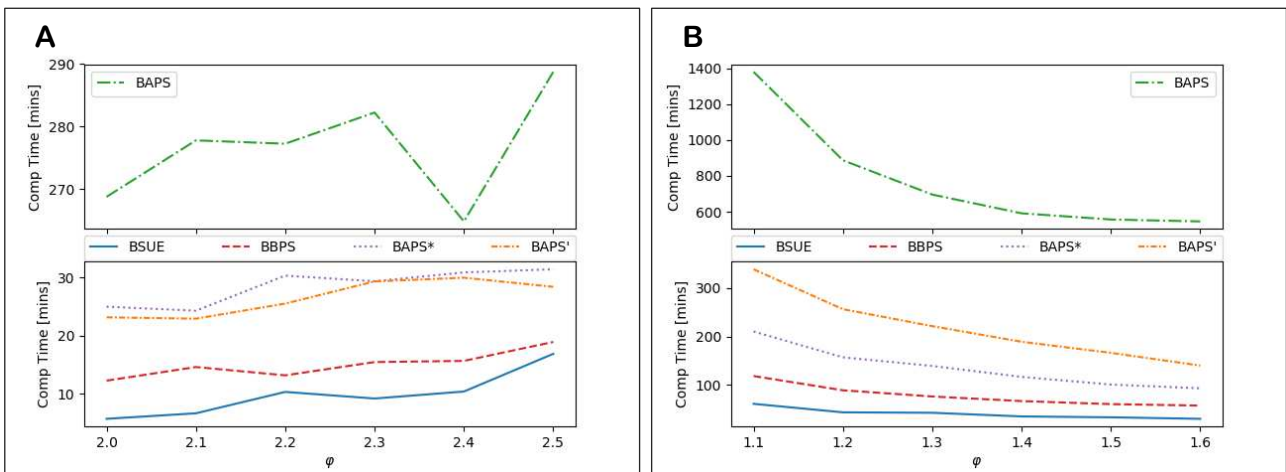 A
290
280
270
Comp Time [mins]
BAPS
BSUE BBPS BAPS* BAPS'
30
20
10
Comp Time [mins]
2.0 2.1 2.2 2.3 2.4 2.5
φ
B
1400
1200
1000
800
600
Comp Time [mins]
BAPS
BSUE BBPS BAPS* BAPS'
300
200
100
Comp Time [mins]
1.1 1.2 1.3 1.4 1.5 1.6
φ